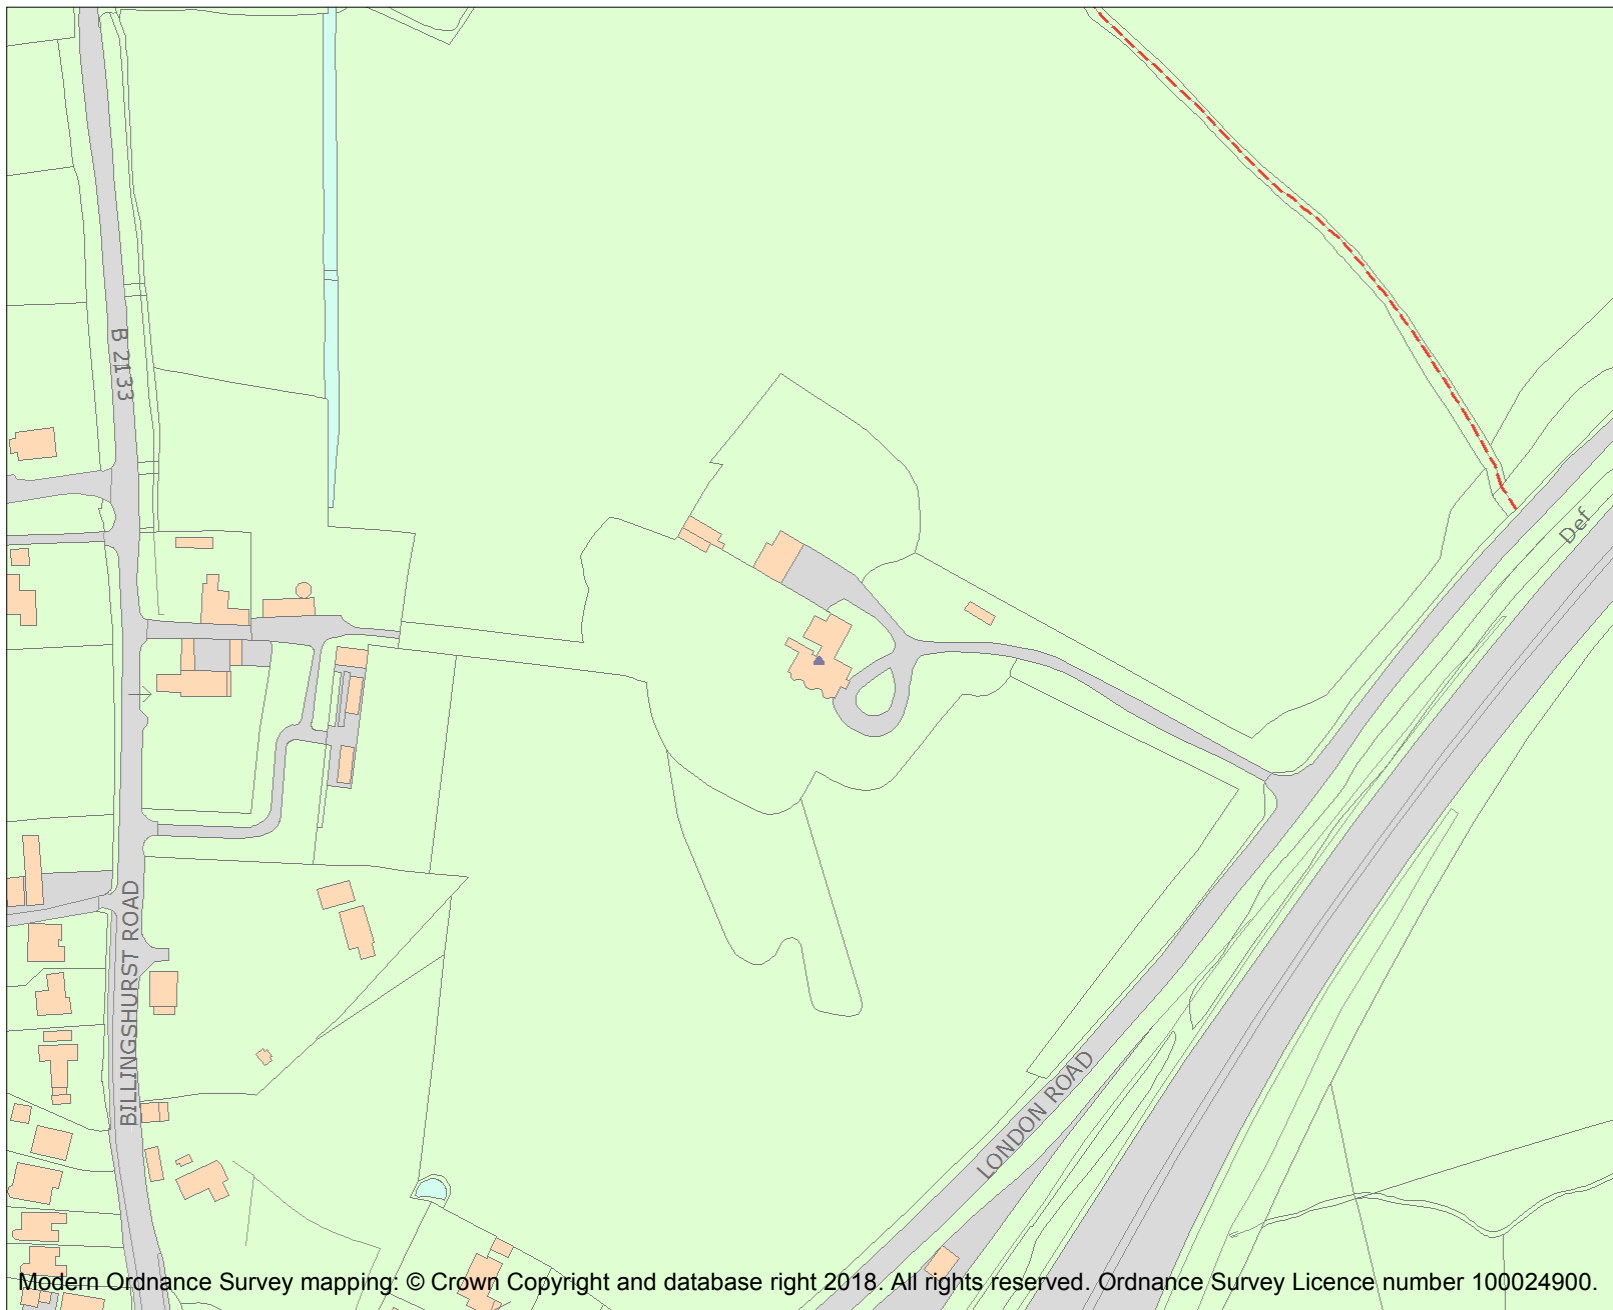 B 2133
Def
BILLINGSHURST ROAD
LONDON ROAD
Modern Ordnance Survey mapping: © Crown Copyright and database right 2018. All rights reserved. Ordnance Survey Licence number 100024900.